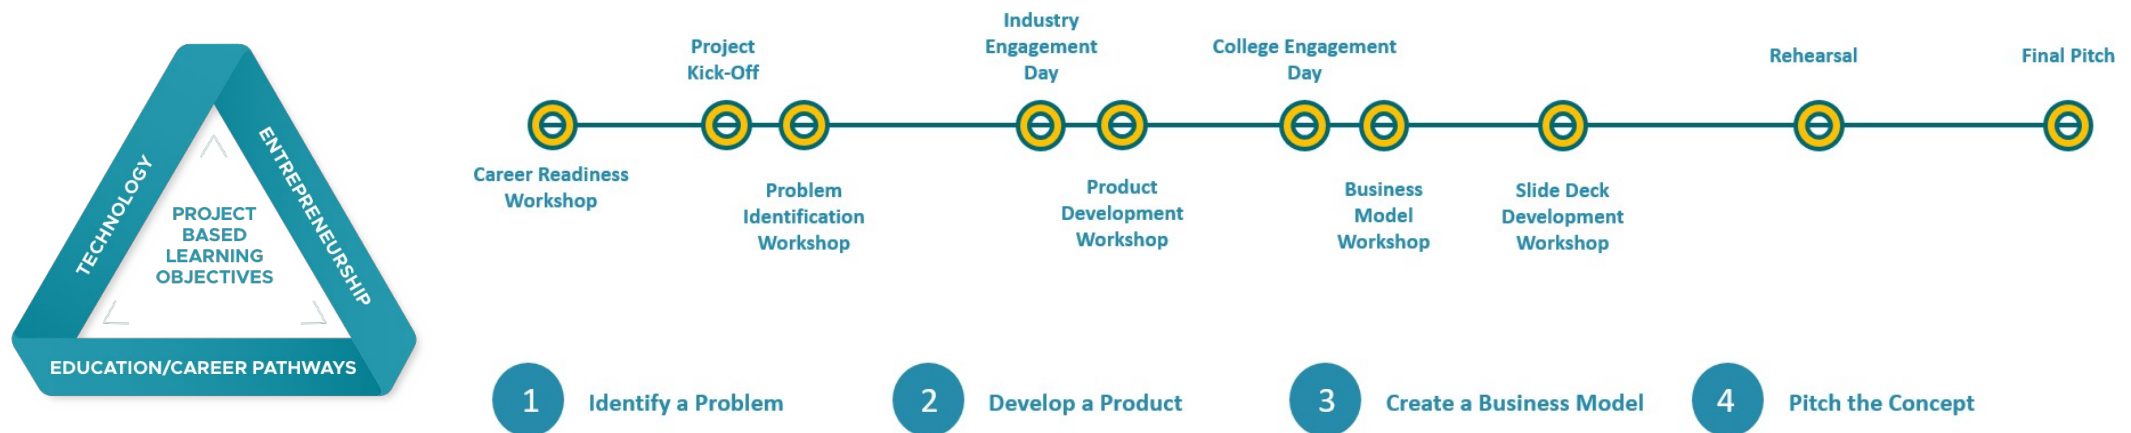 TECHNOLOGY
ENTREPRENEURSHIP
PROJECT
BASED
LEARNING
OBJECTIVES
EDUCATION/CAREER PATHWAYS
Career Readiness
Workshop
Project
Kick-Off
Problem
Identification
Workshop
Industry
Engagement
Day
Product
Development
Workshop
College Engagement
Day
Business
Model
Workshop
Slide Deck
Development
Workshop
Rehearsal
Final Pitch
1 Identify a Problem
2 Develop a Product
3 Create a Business Model
4 Pitch the Concept